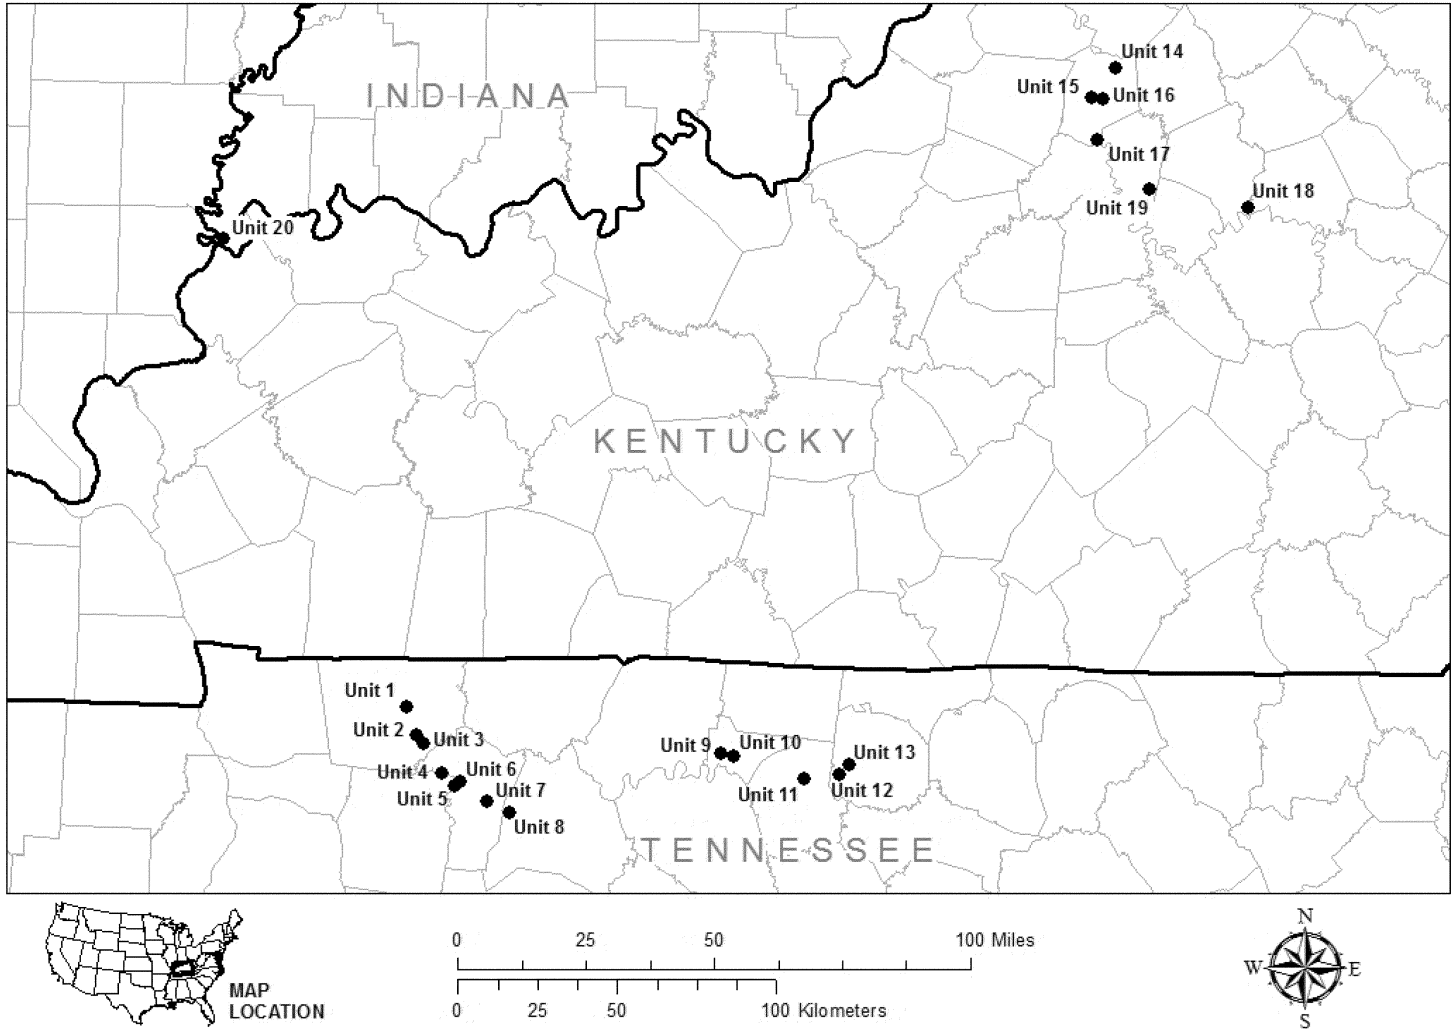 Unit 14
INDIANA
Unit 15
Unit 16
Unit 17
Unit 18
Unit 19
Unit 20
KENTUCKY
Unit 1
Unit 2
Unit 3
Unit 9
Unit 10
Unit 13
Unit 4
Unit 6
Unit 5
Unit 7
Unit 11
Unit 12
Unit 8
TENNESSEE
0 25 50 100 Miles
0 25 50 100 Kilometers
MAP
LOCATION
N
W E
S